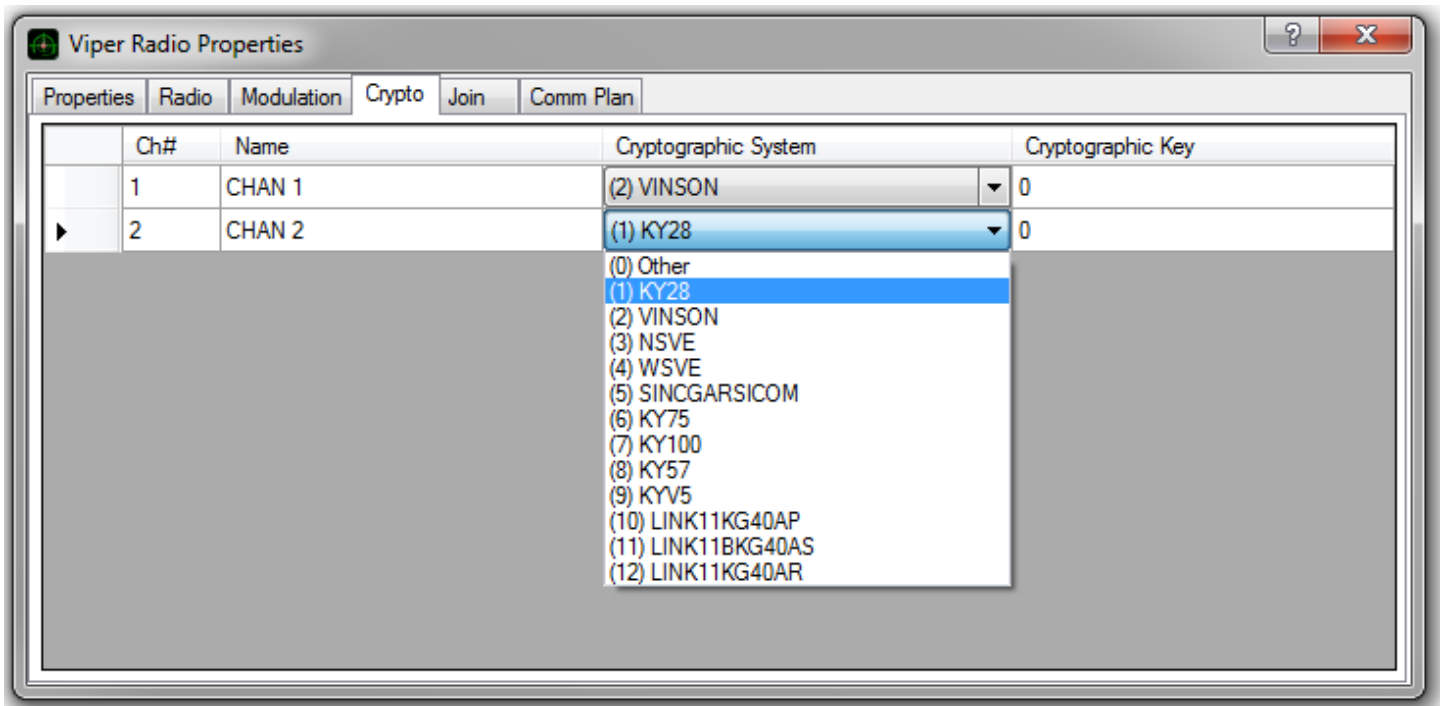 Viper Radio Properties
Properties Radio Modulation Crypto Join Comm Plan
Ch# Name Cryptographic System Cryptographic Key
1 CHAN 1 (2) VINSON 0
2 CHAN 2 (1) KY28 0
(0) Other
(1) KY28
(2) VINSON
(3) NSVE
(4) WSVE
(5) SINCGARSICOM
(6) KY75
(7) KY100
(8) KY57
(9) KYV5
(10) LINK11KG40AP
(11) LINK11BKG40AS
(12) LINK11KG40AR